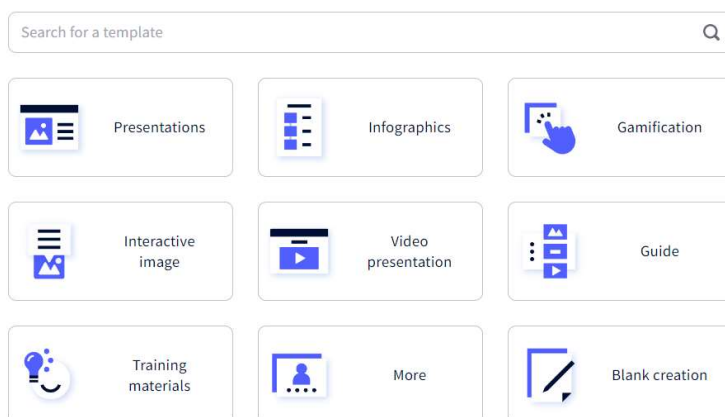 Search for a template
Presentations
Infographics
Gamification
Interactive
image
Video
presentation
Guide
Training
materials
More
Blank creation